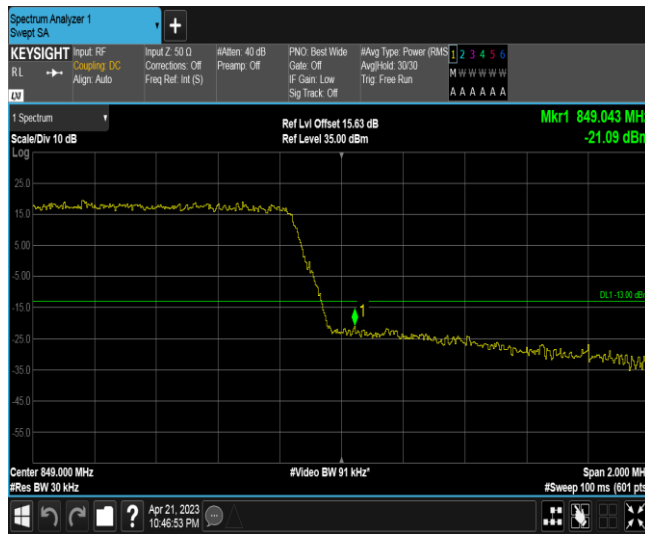 Spectrum Analyzer 1
Swept SA
+
KEYSIGHT Input: RF
RL
Coupling: DC
Align: Auto
LXI
Input Z: 50 Ω
Corrections: Off
Freq Ref: Int (S)
#Atten: 40 dB
Preamp: Off
PNO: Best Wide
Gate: Off
IF Gain: Low
Sig Track: Off
#Avg Type: Power (RMS
Avg|Hold: 30/30
Trig: Free Run
1 2 3 4 5 6
M W W W W W
A A A A A A
1 Spectrum
Scale/Div 10 dB
Ref Lvl Offset 15.63 dB
Ref Level 35.00 dBm
Mkr1 849.043 MHz
-21.09 dBm
Log
25.0
15.0
5.00
-5.00
-15.0
-25.0
-35.0
-45.0
-55.0
DL1 -13.00 dBm
1
Center 849.000 MHz
#Video BW 91 kHz*
Span 2.000 MHz
#Res BW 30 kHz
#Sweep 100 ms (601 pts)
?
Apr 21, 2023
10:46:53 PM